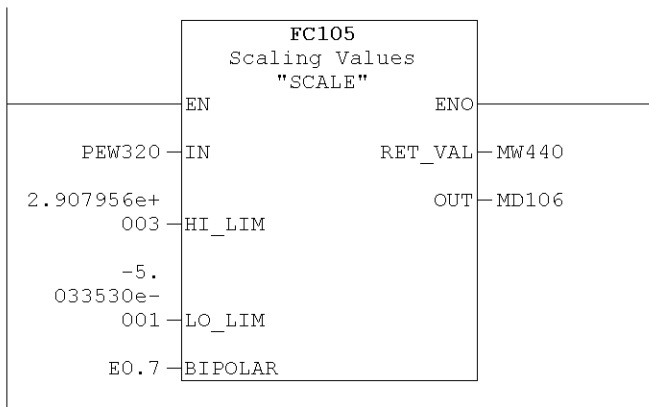 FC105
Scaling Values
"SCALE"
EN ENO
PEW320 IN RET_VAL MW440
2.907956e+ OUT MD106
003 HI_LIM
-5.
033530e-
001 LO_LIM
E0.7 BIPOLAR